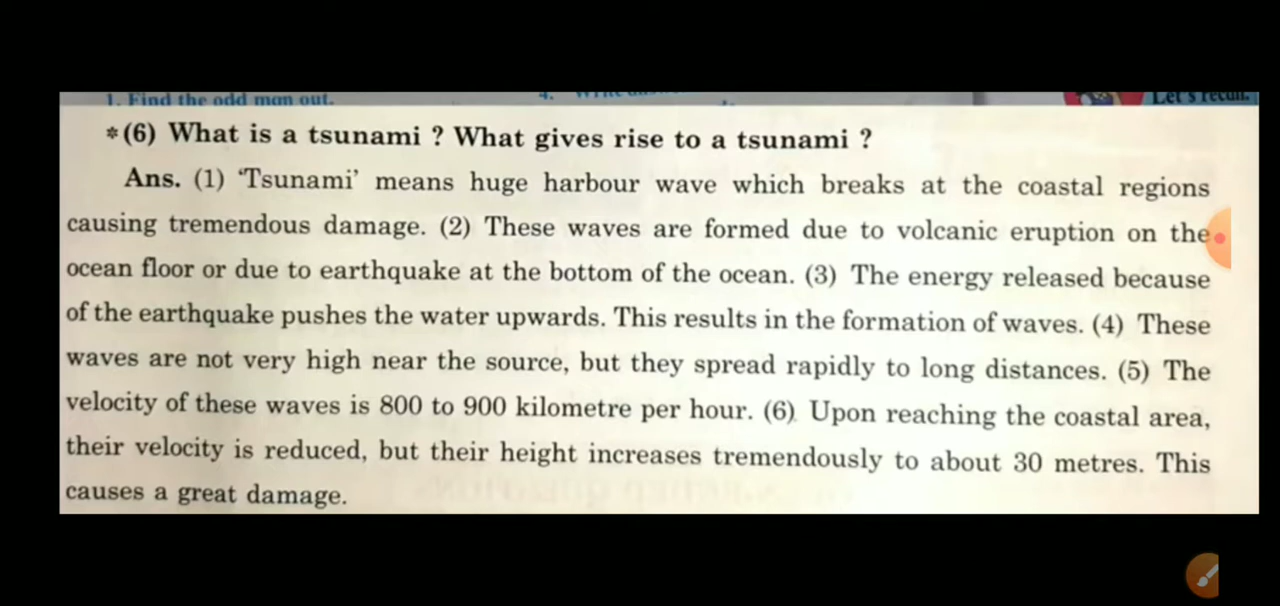 1. Find the odd man out.
4.
Let's recall.
*(6) What is a tsunami ? What gives rise to a tsunami ?
Ans. (1) ‘Tsunami’ means huge harbour wave which breaks at the coastal regions
causing tremendous damage. (2) These waves are formed due to volcanic eruption on the
ocean floor or due to earthquake at the bottom of the ocean. (3) The energy released because
of the earthquake pushes the water upwards. This results in the formation of waves. (4) These
waves are not very high near the source, but they spread rapidly to long distances. (5) The
velocity of these waves is 800 to 900 kilometre per hour. (6) Upon reaching the coastal area,
their velocity is reduced, but their height increases tremendously to about 30 metres. This
causes a great damage.